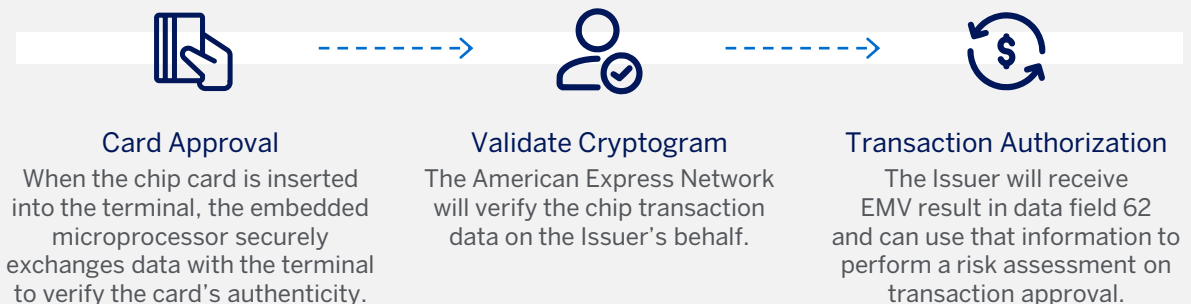 $
Card Approval
When the chip card is inserted
into the terminal, the embedded
microprocessor securely
exchanges data with the terminal
to verify the card's authenticity.
Validate Cryptogram
The American Express Network
will verify the chip transaction
data on the Issuer's behalf.
Transaction Authorization
The Issuer will receive
EMV result in data field 62
and can use that information to
perform a risk assessment on
transaction approval.